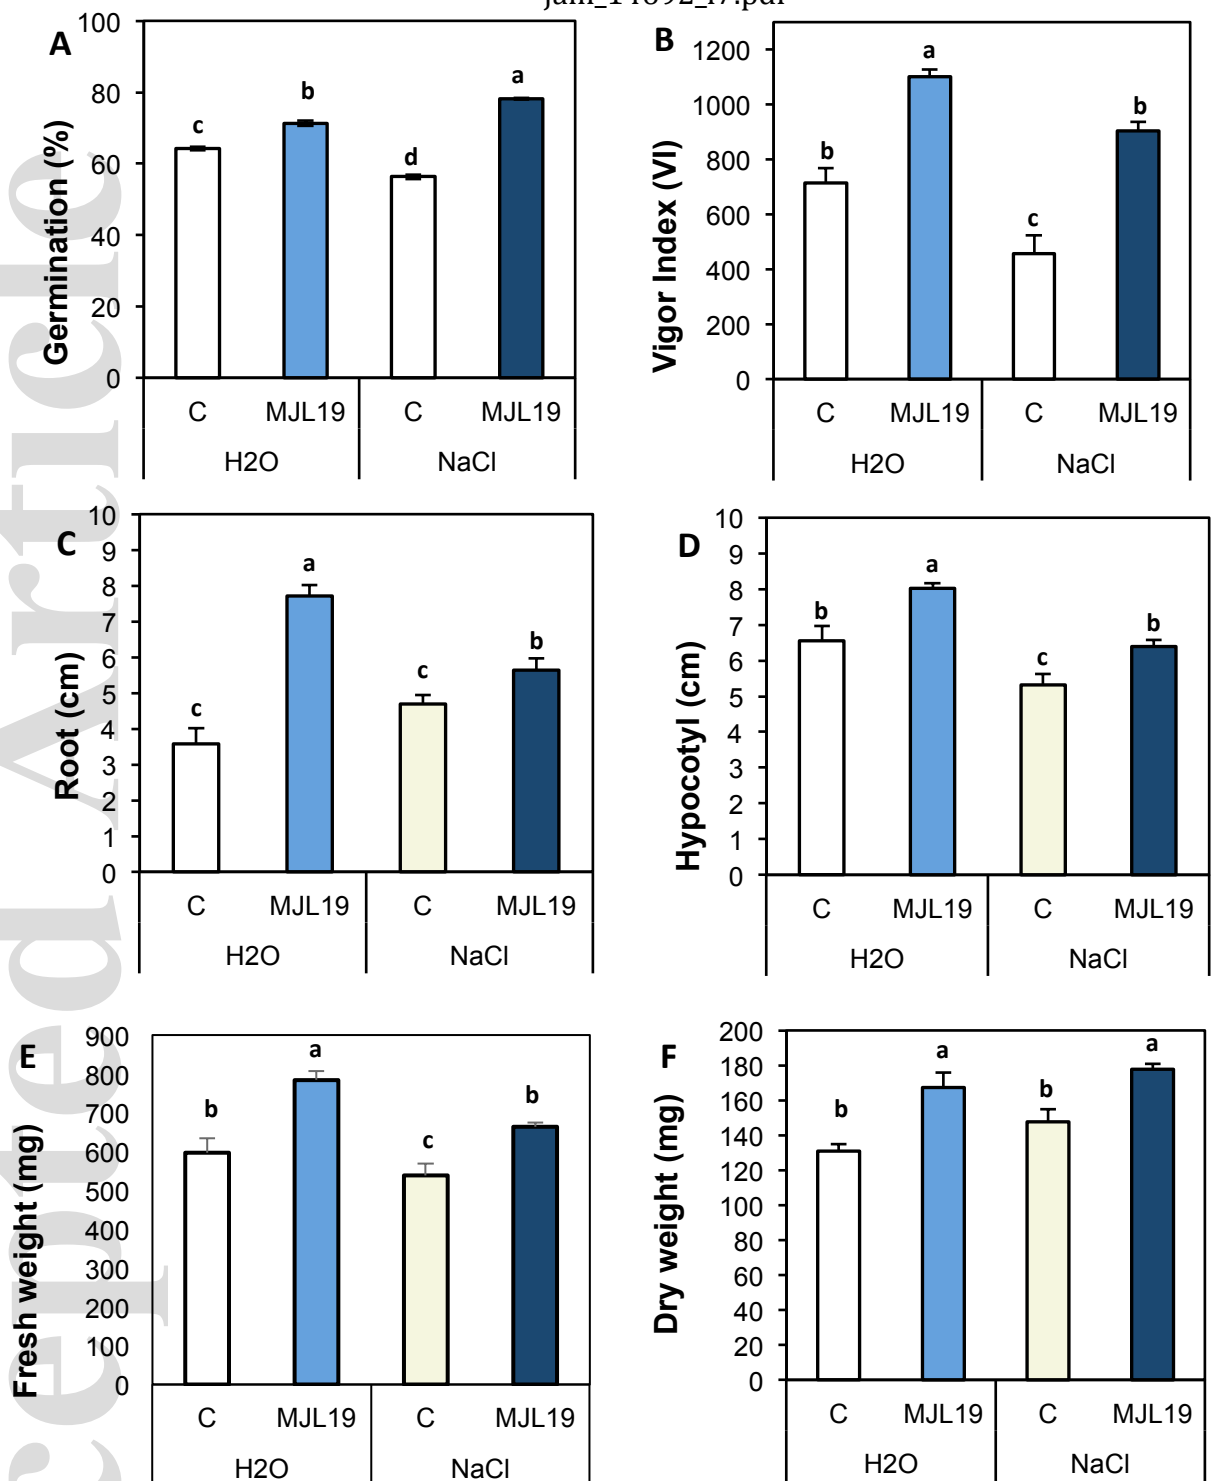 jam_14692_f7.pdf
A
Germination (%)
100
80
60
40
20
0
c
b
d
a
C MJL19 C MJL19
H2O NaCl
B
Vigor Index (VI)
1200
1000
800
600
400
200
0
b
a
c
b
C MJL19 C MJL19
H2O NaCl
C
Root (cm)
10
9
8
7
6
5
4
3
2
1
0
c
a
c
b
C MJL19 C MJL19
H2O NaCl
D
Hypocotyl (cm)
10
9
8
7
6
5
4
3
2
1
0
b
a
c
b
C MJL19 C MJL19
H2O NaCl
E
Fresh weight (mg)
900
800
700
600
500
400
300
200
100
0
b
a
c
b
C MJL19 C MJL19
H2O NaCl
F
Dry weight (mg)
200
180
160
140
120
100
80
60
40
20
0
b
a
b
a
C MJL19 C MJL19
H2O NaCl
cepted Article